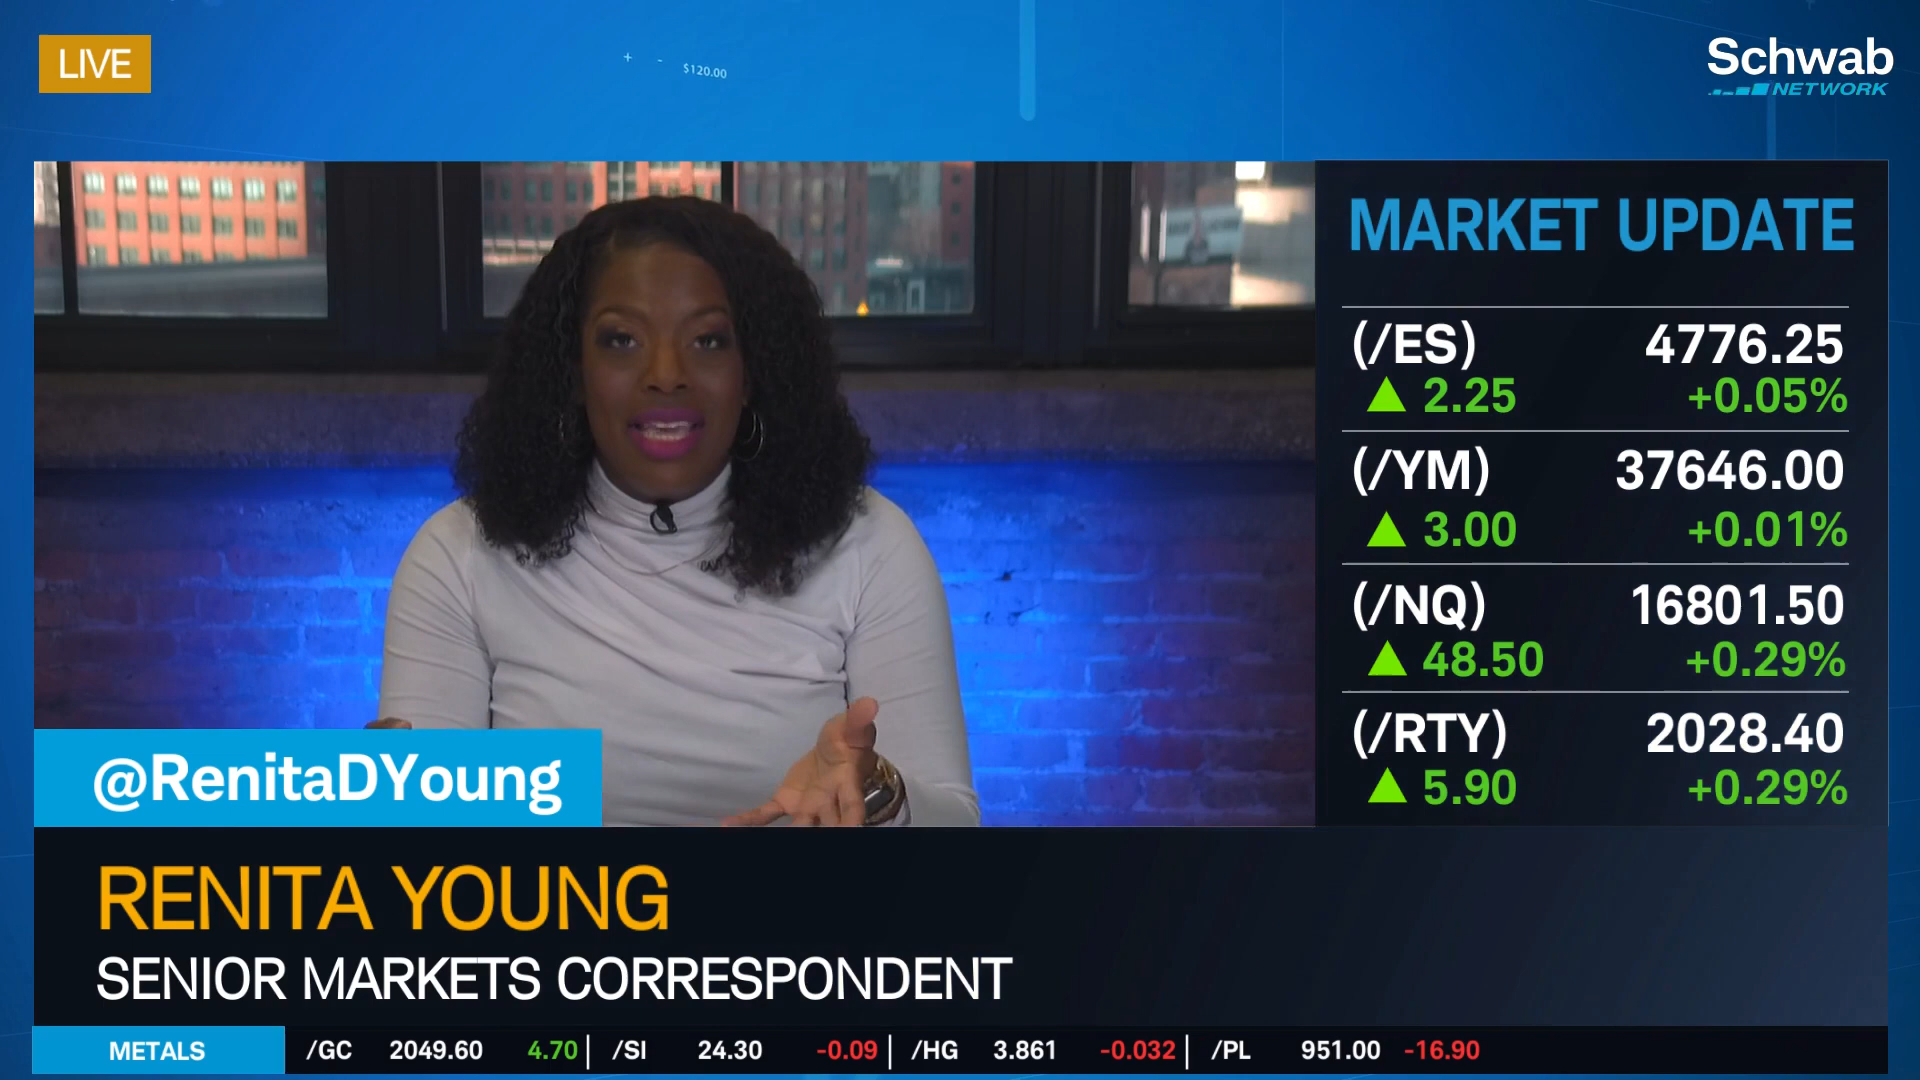 LIVE
+ - $120.00
Schwab
NETWORK
MARKET UPDATE
(/ES) 4776.25
▲ 2.25 +0.05%
(/YM) 37646.00
▲ 3.00 +0.01%
(/NQ) 16801.50
▲ 48.50 +0.29%
(/RTY) 2028.40
▲ 5.90 +0.29%
@RenitaDYoung
RENITA YOUNG
SENIOR MARKETS CORRESPONDENT
METALS /GC 2049.60 4.70 | /SI 24.30 -0.09 | /HG 3.861 -0.032 | /PL 951.00 -16.90